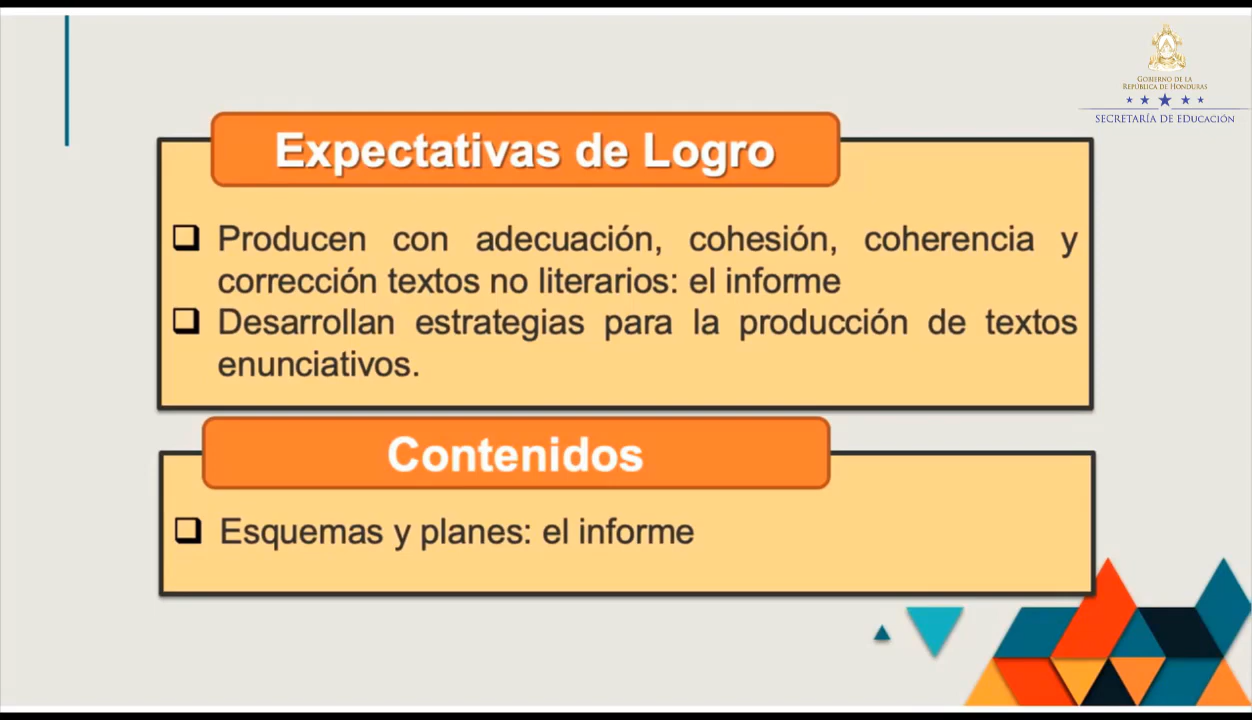 GOBIERNO DE LA
REPÚBLICA DE HONDURAS
SECRETARÍA DE EDUCACIÓN
Expectativas de Logro
Producen con adecuación, cohesión, coherencia y
corrección textos no literarios: el informe
Desarrollan estrategias para la producción de textos
enunciativos.
Contenidos
Esquemas y planes: el informe